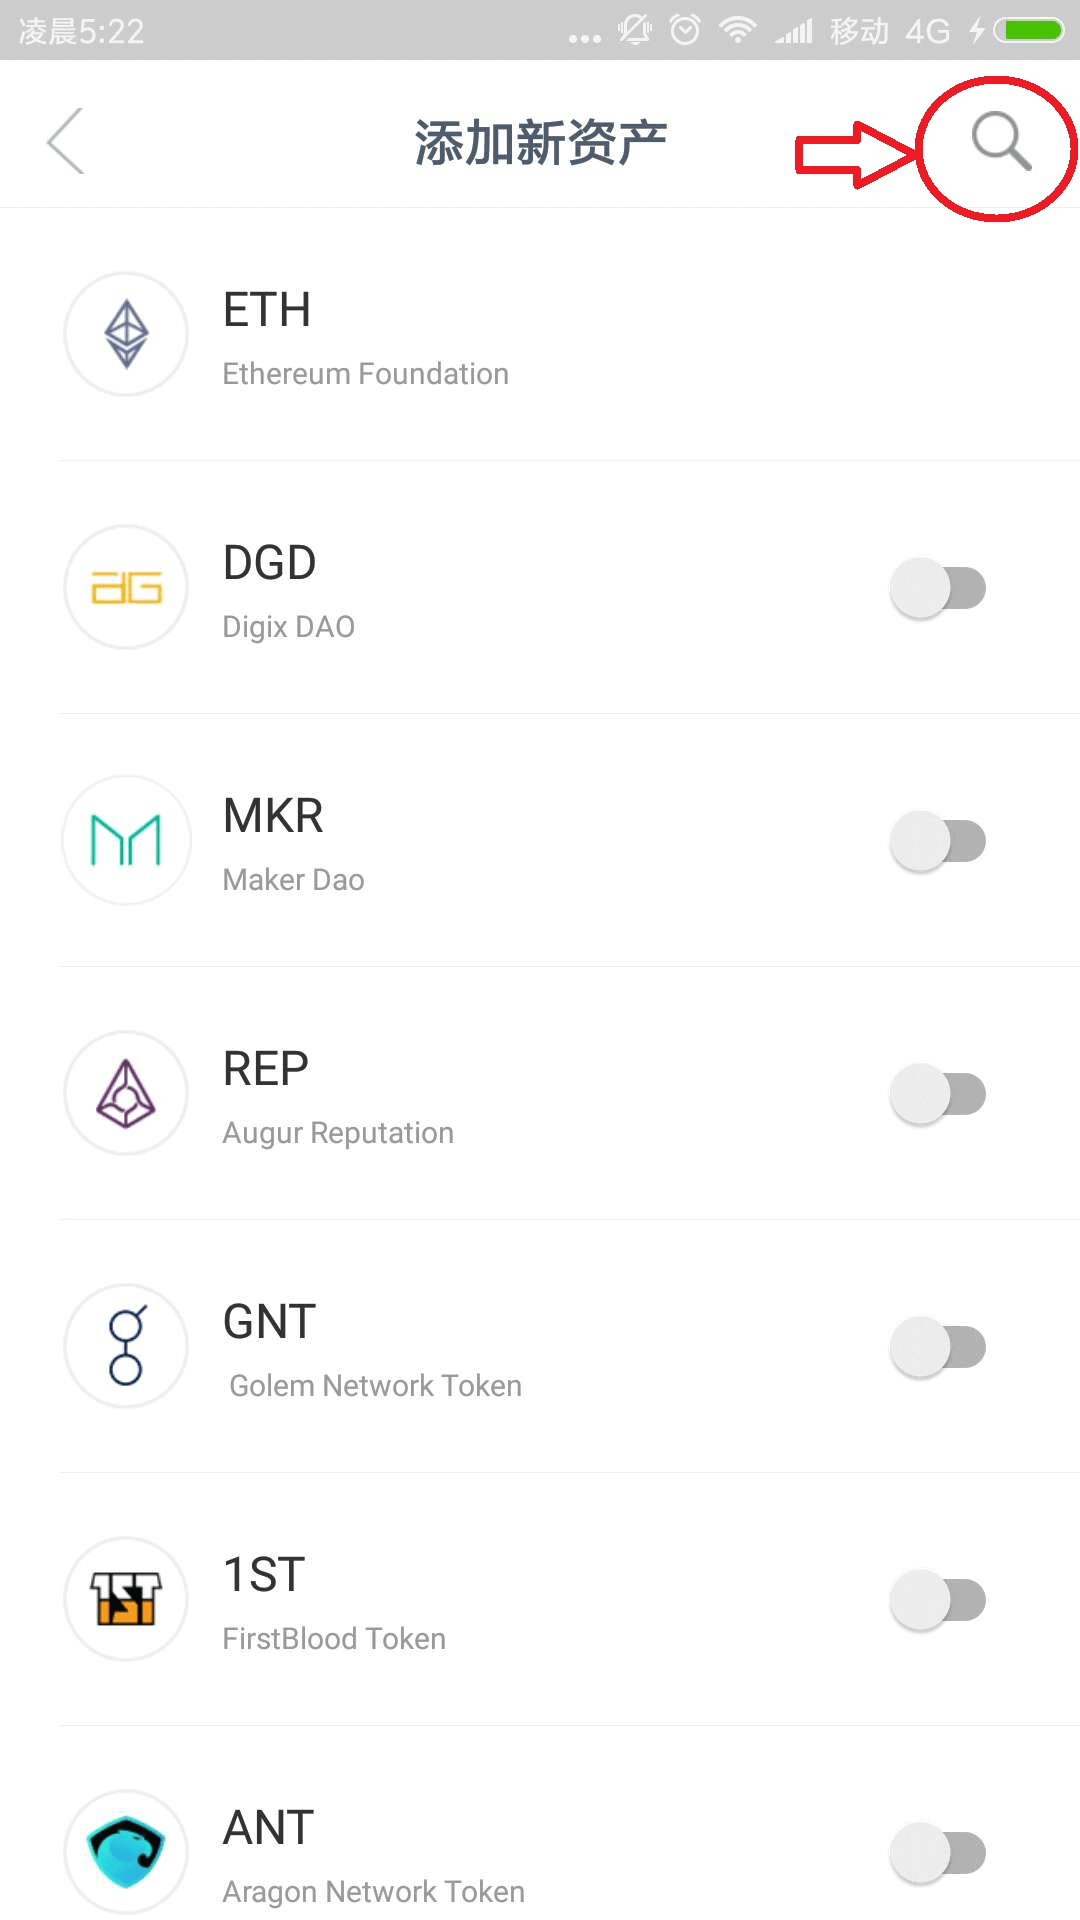 凌晨5:22
... 移动 4G
添加新资产
ETH
Ethereum Foundation
DGD
Digix DAO
MKR
Maker Dao
REP
Augur Reputation
GNT
Golem Network Token
1ST
FirstBlood Token
ANT
Aragon Network Token